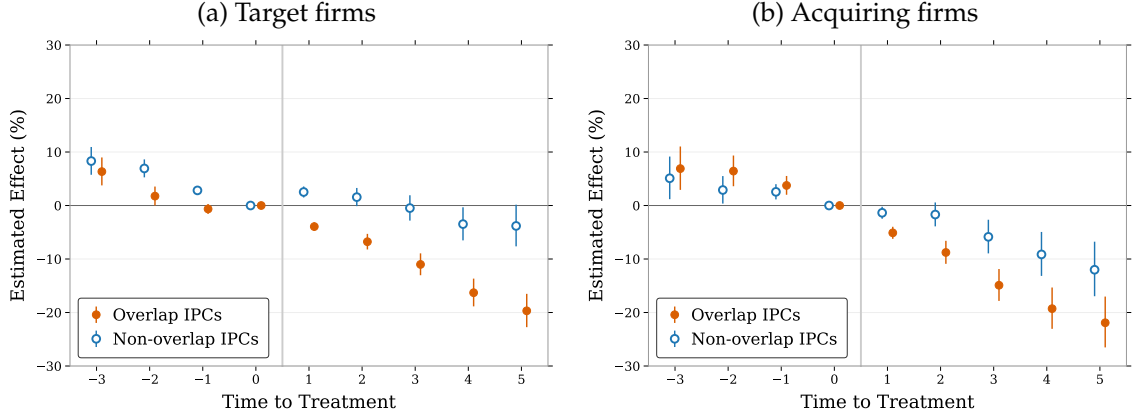 (a) Target firms
30
20
10
0
−10
−20
−30
Estimated Effect (%)
Overlap IPCs
Non-overlap IPCs
−3 −2 −1 0 1 2 3 4 5
Time to Treatment
(b) Acquiring firms
30
20
10
0
−10
−20
−30
Estimated Effect (%)
Overlap IPCs
Non-overlap IPCs
−3 −2 −1 0 1 2 3 4 5
Time to Treatment